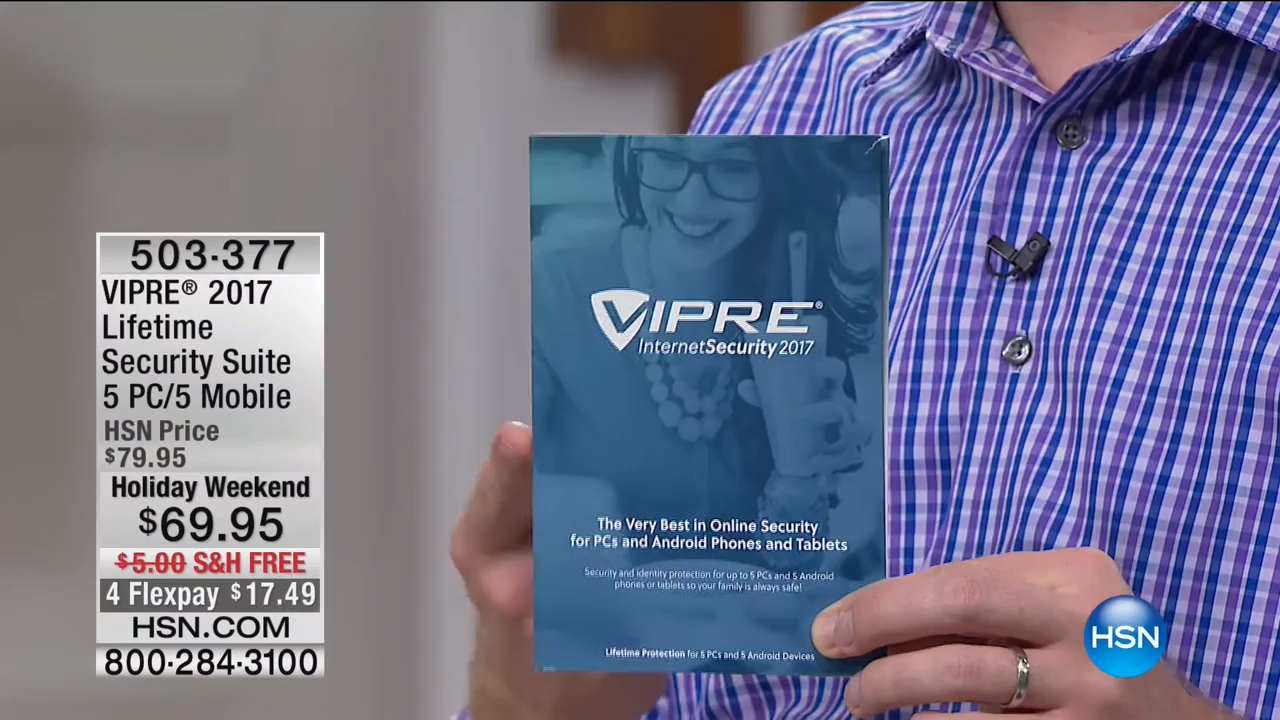 503-377
VIPRE® 2017
Lifetime
Security Suite
5 PC/5 Mobile
HSN Price
$79.95
Holiday Weekend
$69.95
$5.00 S&H FREE
4 Flexpay $17.49
HSN.COM
800-284-3100
VIPRE®
InternetSecurity2017
The Very Best in Online Security
for PCs and Android Phones and Tablets
Security and identity protection for up to 5 PCs and 5 Android
phones or tablets so your family is always safe!
Lifetime Protection for 5 PCs and 5 Android Devices
HSN